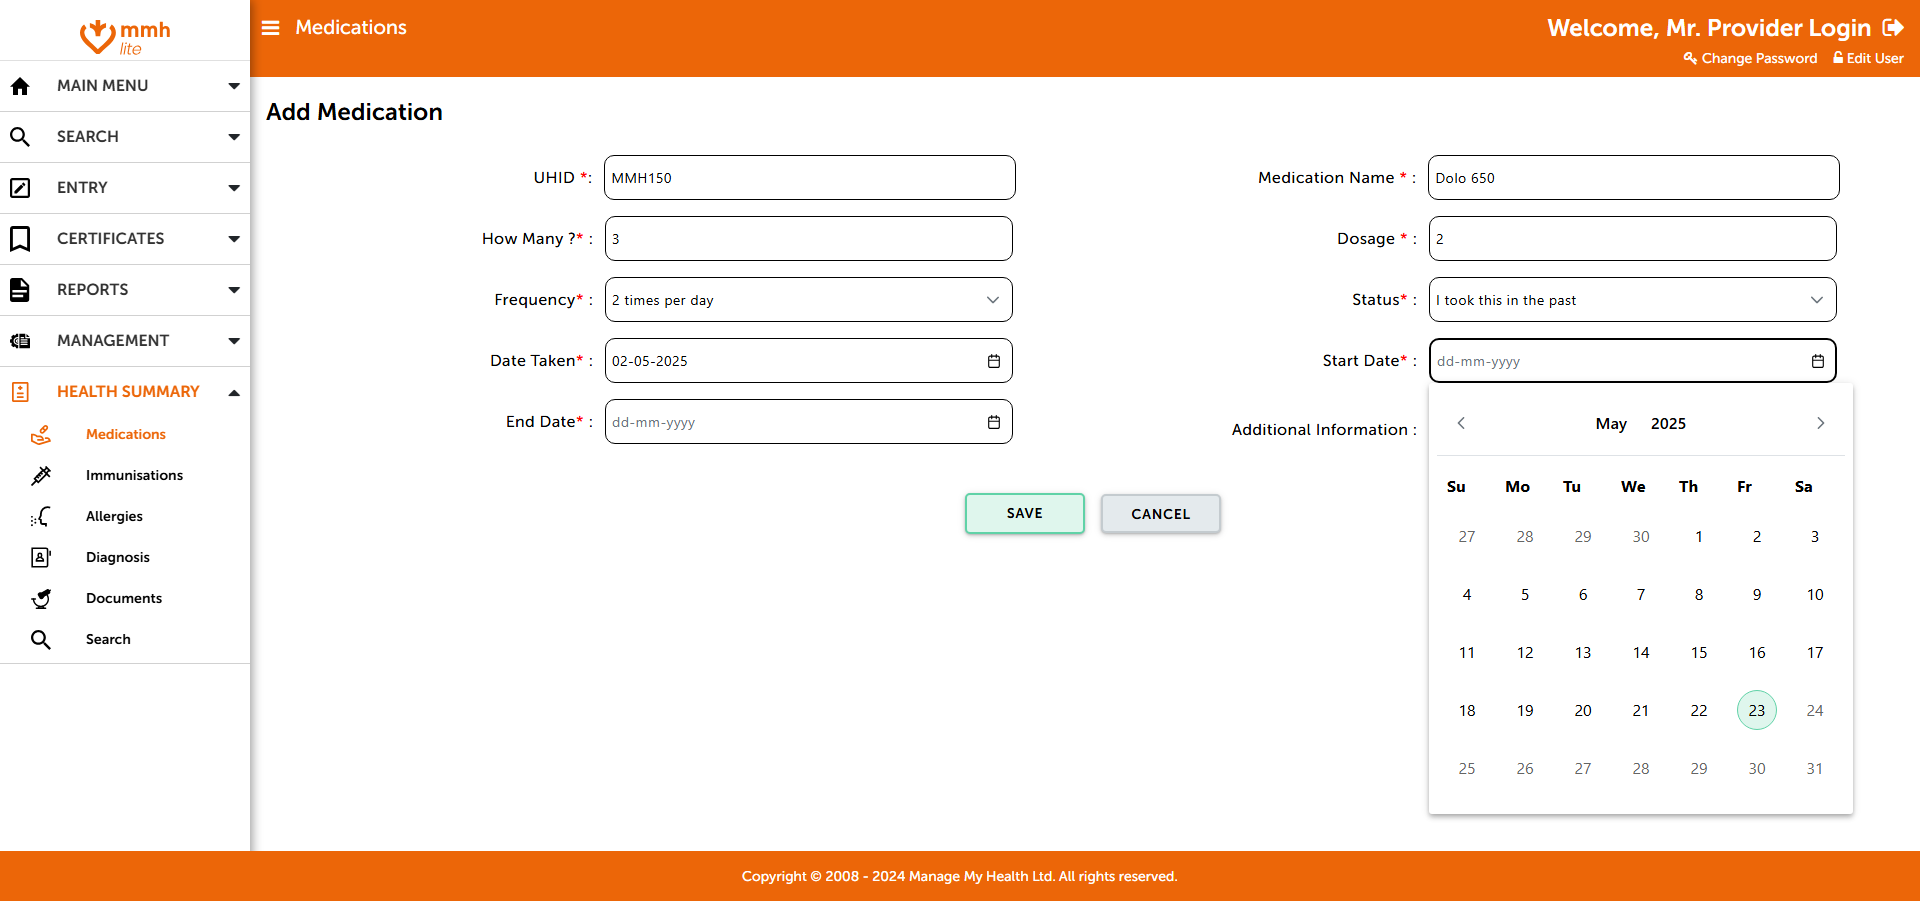 mmh
lite
Medications
Welcome, Mr. Provider Login
Change Password Edit User
MAIN MENU
SEARCH
ENTRY
CERTIFICATES
REPORTS
MANAGEMENT
HEALTH SUMMARY
Medications
Immunisations
Allergies
Diagnosis
Documents
Search
Add Medication
UHID *: MMH150
Medication Name * : Dolo 650
How Many ?* : 3
Dosage * : 2
Frequency* : 2 times per day
Status* : I took this in the past
Date Taken* : 02-05-2025
Start Date* : dd-mm-yyyy
End Date* : dd-mm-yyyy
Additional Information :
SAVE CANCEL
May 2025
Su Mo Tu We Th Fr Sa
27 28 29 30 1 2 3
4 5 6 7 8 9 10
11 12 13 14 15 16 17
18 19 20 21 22 23 24
25 26 27 28 29 30 31
Copyright © 2008 - 2024 Manage My Health Ltd. All rights reserved.